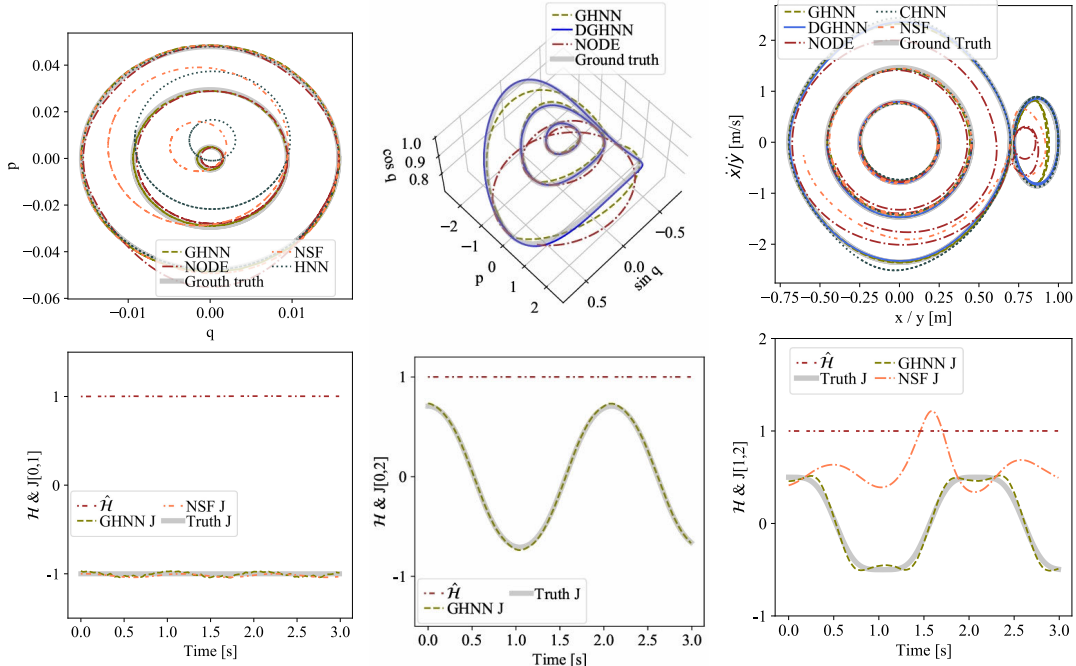 0.04
0.02
0.00
−0.02
−0.04
−0.06
p
−0.01
0.00
0.01
q
GHNN
NSF
NODE
HNN
Grouth truth
GHNN
DGHNN
NODE
Ground truth
1.0
0.9
0.8
cos q
−2
−1
0
1
2
p
−0.5
0.0
0.5
sin q
GHNN
CHNN
DGHNN
NSF
NODE
Ground Truth
2
1
0
−1
−2
ẋ/ẏ [m/s]
−0.75
−0.50
−0.25
0.00
0.25
0.50
0.75
1.00
x / y [m]
1
0
-1
ℋ & J[0,1]
ℋ̂
NSF J
GHNN J
Truth J
0.0
0.5
1.0
1.5
2.0
2.5
3.0
Time [s]
1
0
-1
ℋ & J[0,2]
ℋ̂
Truth J
GHNN J
0.0
0.5
1.0
1.5
2.0
2.5
3.0
Time [s]
2
1
0
-1
ℋ & J[1,2]
ℋ̂
GHNN J
Truth J
NSF J
0.0
0.5
1.0
1.5
2.0
2.5
3.0
Time [s]